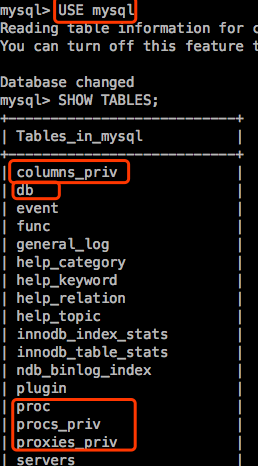 mysql> USE mysql
Reading table information for c
You can turn off this feature t
Database changed
mysql> SHOW TABLES;
+---------------------------+
| Tables_in_mysql |
+---------------------------+
| columns_priv |
| db |
| event |
| func |
| general_log |
| help_category |
| help_keyword |
| help_relation |
| help_topic |
| innodb_index_stats |
| innodb_table_stats |
| ndb_binlog_index |
| plugin |
| proc |
| procs_priv |
| proxies_priv |
| servers |